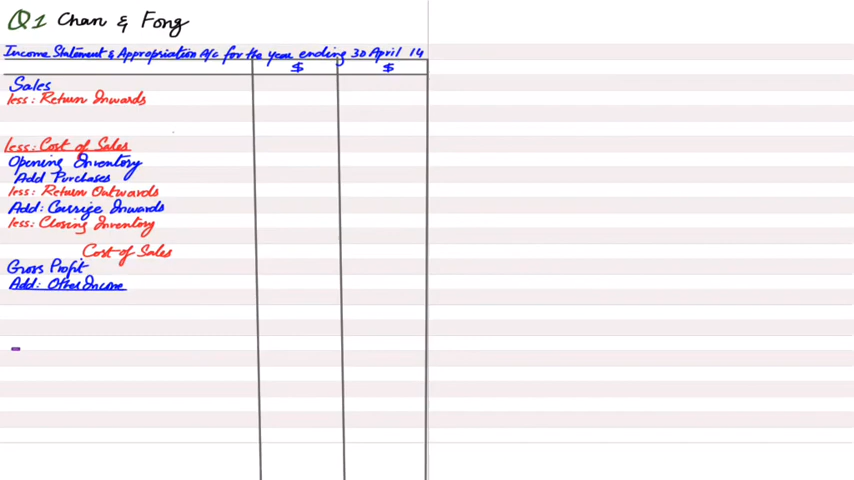 Q1 Chan & Fong
Income Statement & Appropriation A/c for the year ending 30 April 14
$ $
Sales
less: Return Inwards
less: Cost of Sales
Opening Inventory
Add Purchases
less: Return Outwards
Add: Carrige Inwards
less: Closing Inventory
Cost of Sales
Gross Profit
Add: Other Income